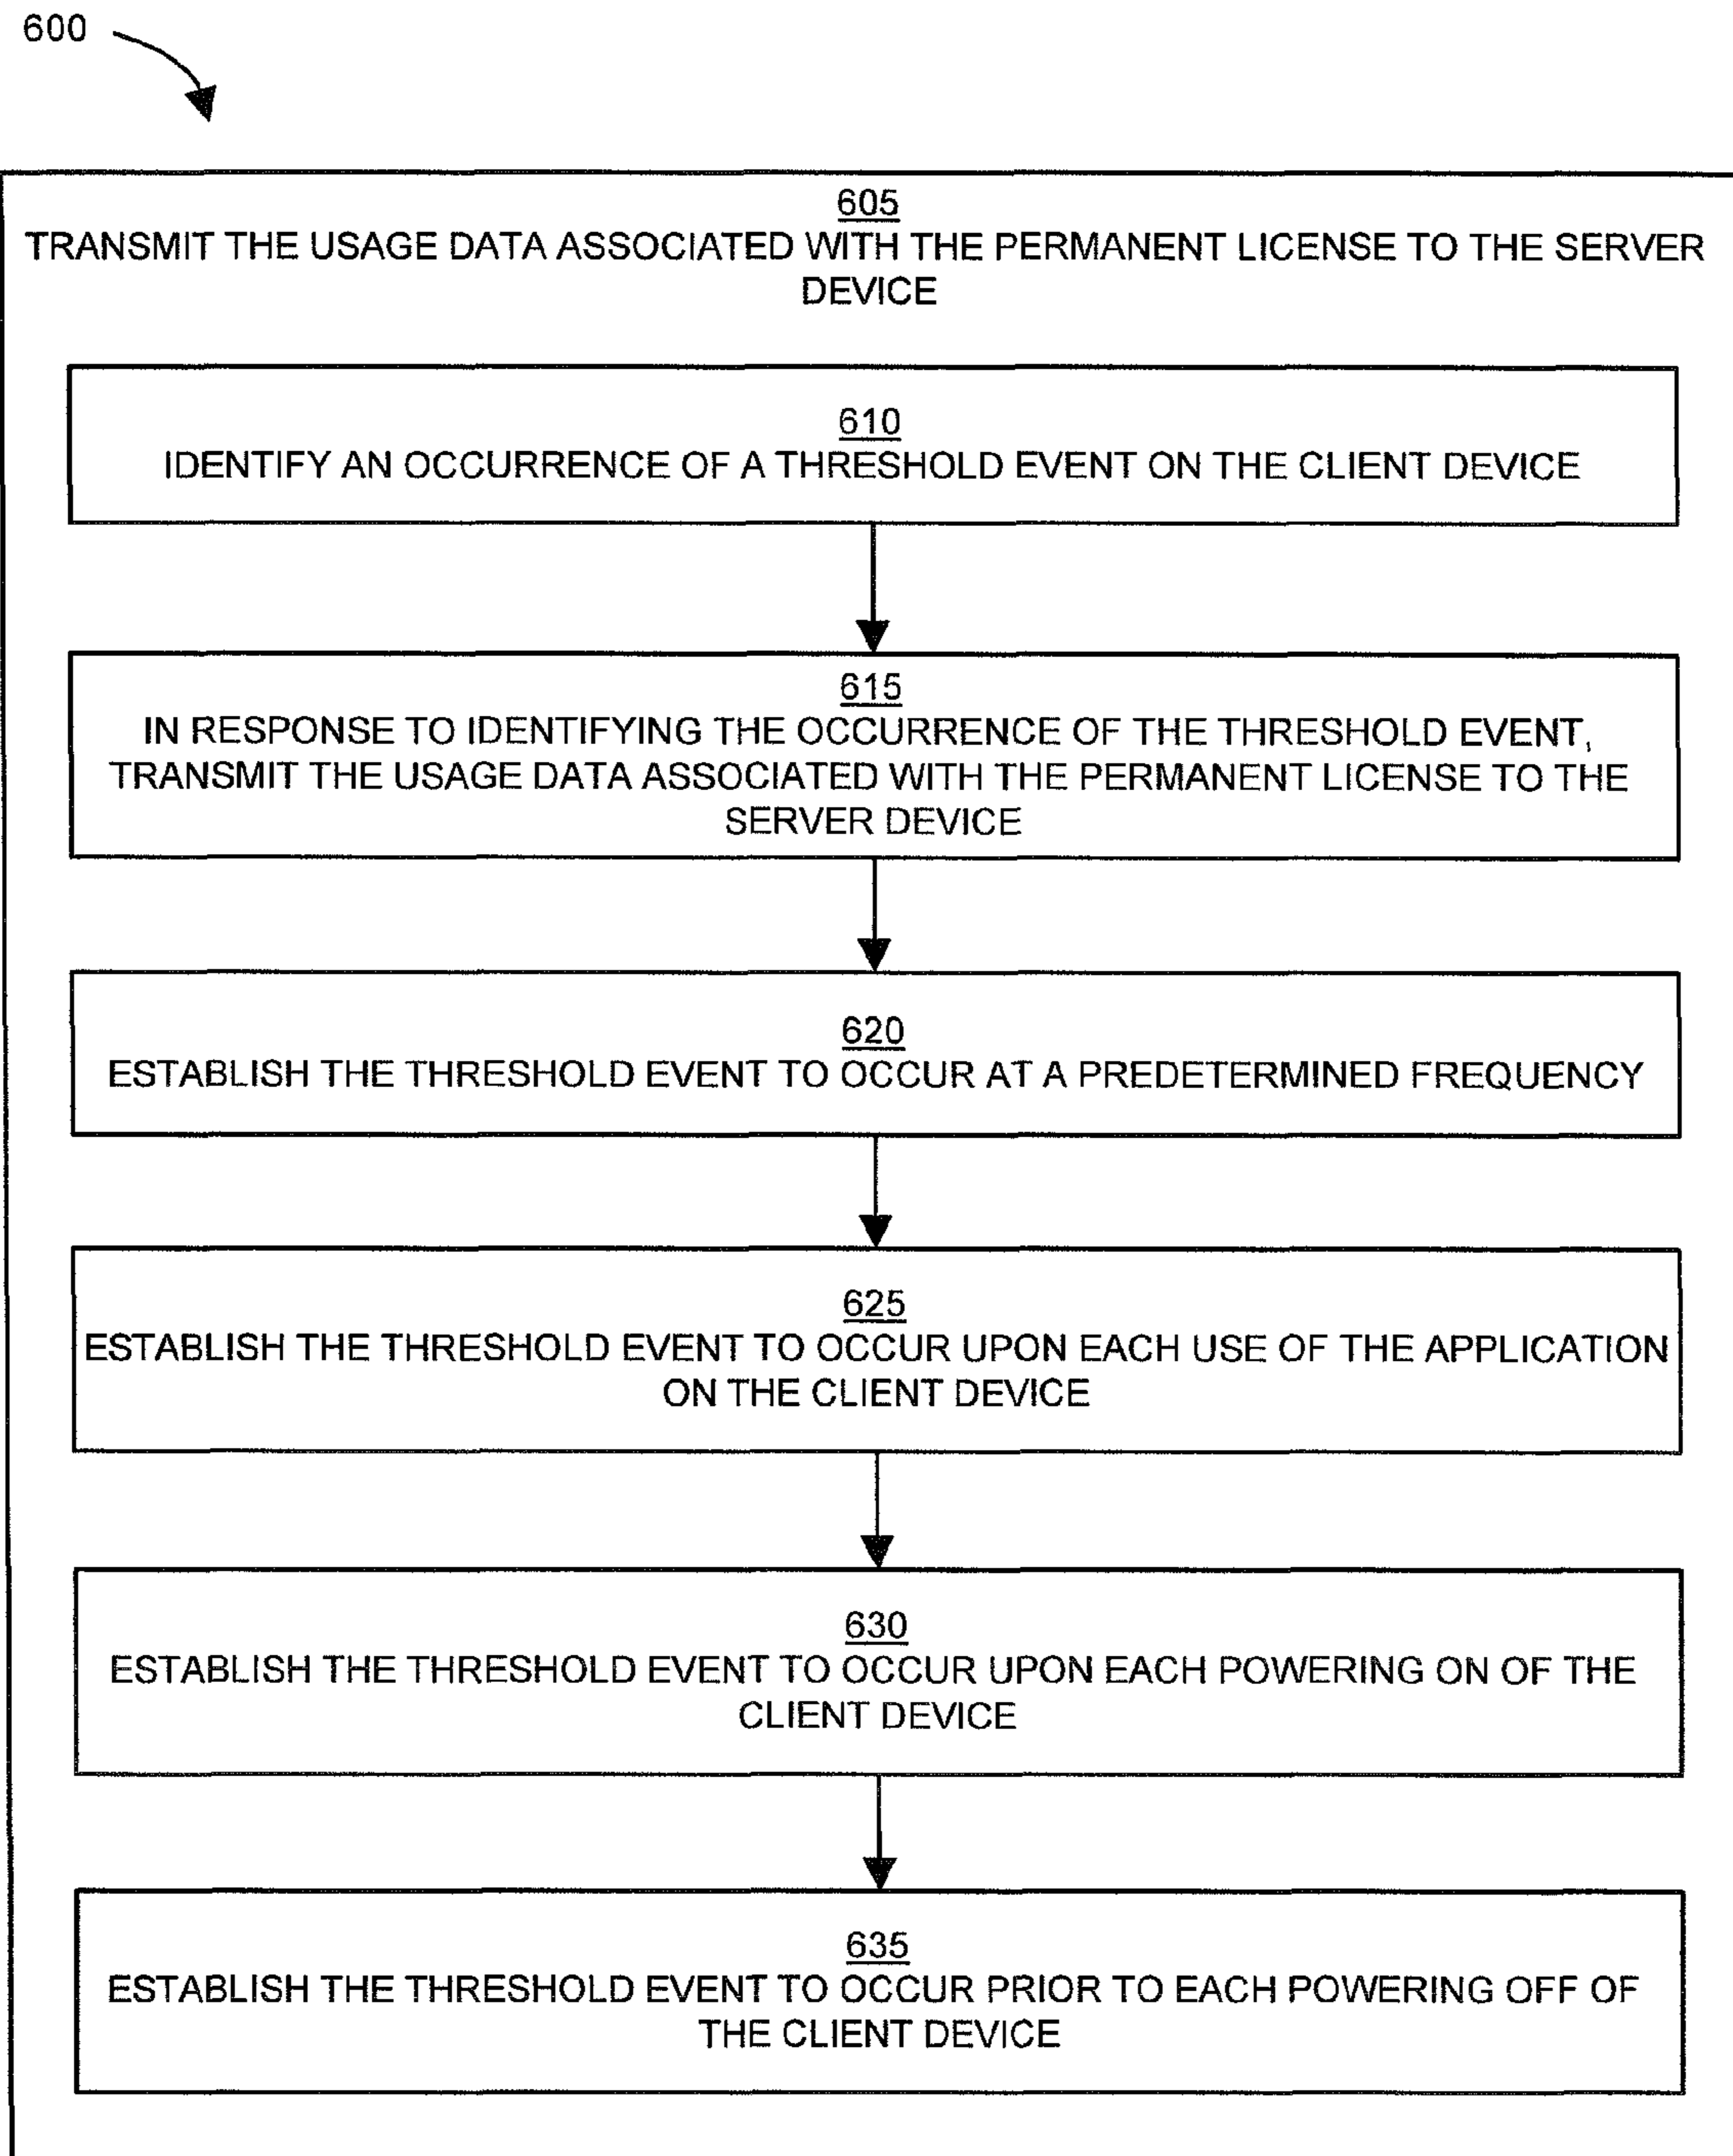 600
605
TRANSMIT THE USAGE DATA ASSOCIATED WITH THE PERMANENT LICENSE TO THE SERVER
DEVICE
610
IDENTIFY AN OCCURRENCE OF A THRESHOLD EVENT ON THE CLIENT DEVICE
615
IN RESPONSE TO IDENTIFYING THE OCCURRENCE OF THE THRESHOLD EVENT,
TRANSMIT THE USAGE DATA ASSOCIATED WITH THE PERMANENT LICENSE TO THE
SERVER DEVICE
620
ESTABLISH THE THRESHOLD EVENT TO OCCUR AT A PREDETERMINED FREQUENCY
625
ESTABLISH THE THRESHOLD EVENT TO OCCUR UPON EACH USE OF THE APPLICATION
ON THE CLIENT DEVICE
630
ESTABLISH THE THRESHOLD EVENT TO OCCUR UPON EACH POWERING ON OF THE
CLIENT DEVICE
635
ESTABLISH THE THRESHOLD EVENT TO OCCUR PRIOR TO EACH POWERING OFF OF
THE CLIENT DEVICE